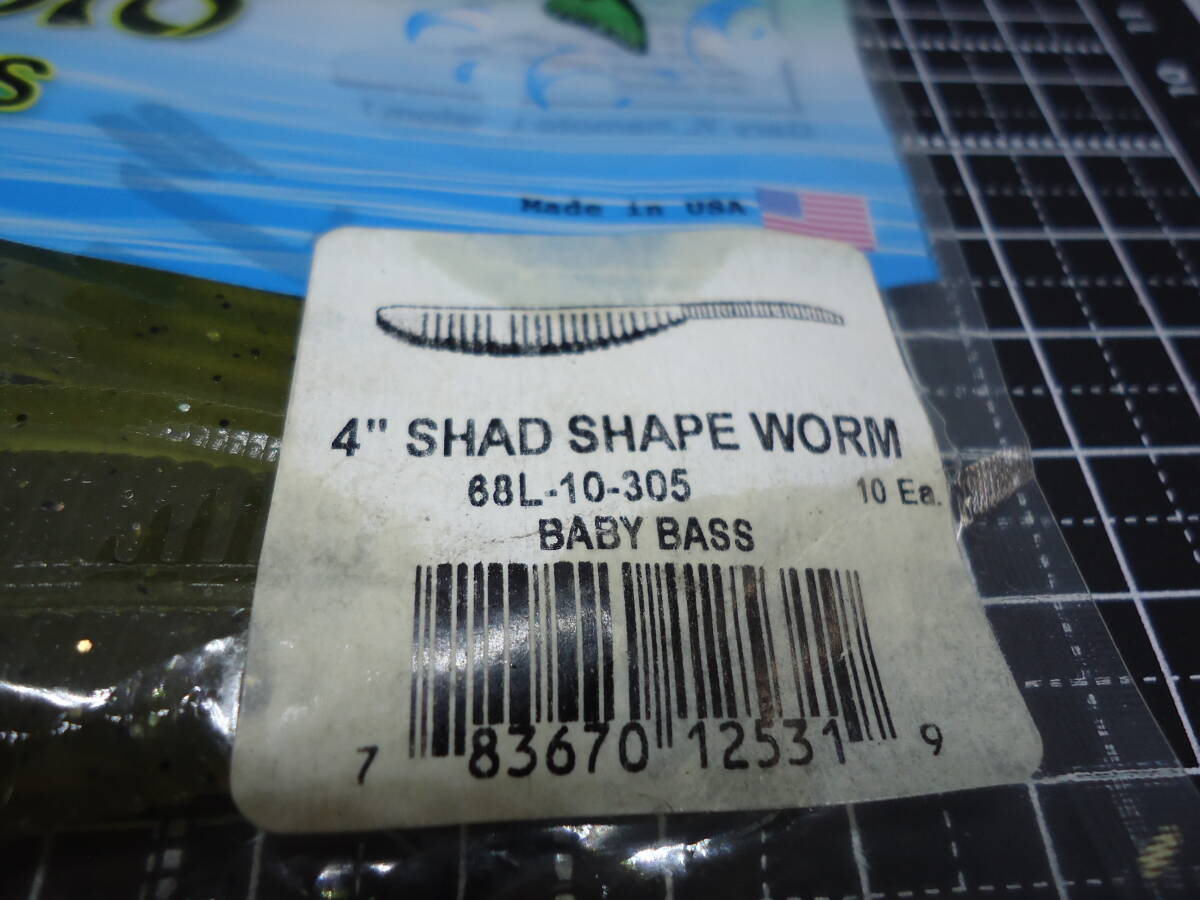 Made in USA
4" SHAD SHAPE WORM
68L-10-305 10 Ea.
BABY BASS
7 83670 12531 9